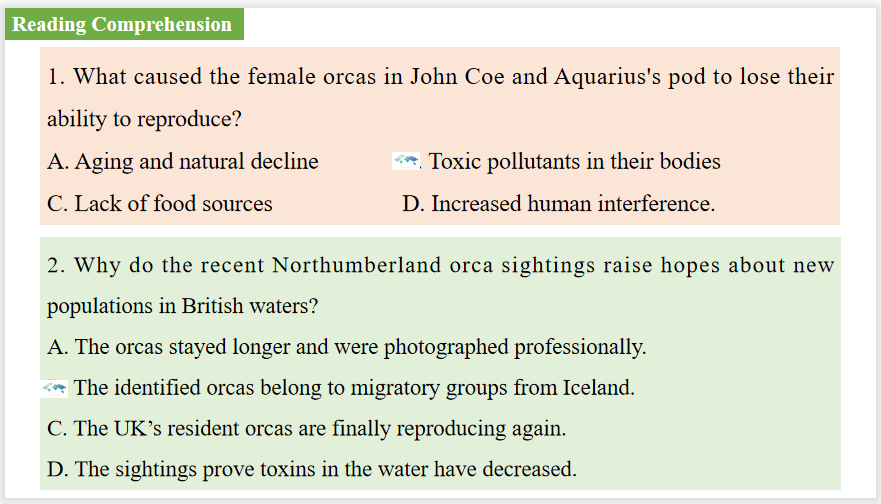 Reading Comprehension
1. What caused the female orcas in John Coe and Aquarius's pod to lose their
ability to reproduce?
A. Aging and natural decline . Toxic pollutants in their bodies
C. Lack of food sources D. Increased human interference.
2. Why do the recent Northumberland orca sightings raise hopes about new
populations in British waters?
A. The orcas stayed longer and were photographed professionally.
The identified orcas belong to migratory groups from Iceland.
C. The UK’s resident orcas are finally reproducing again.
D. The sightings prove toxins in the water have decreased.